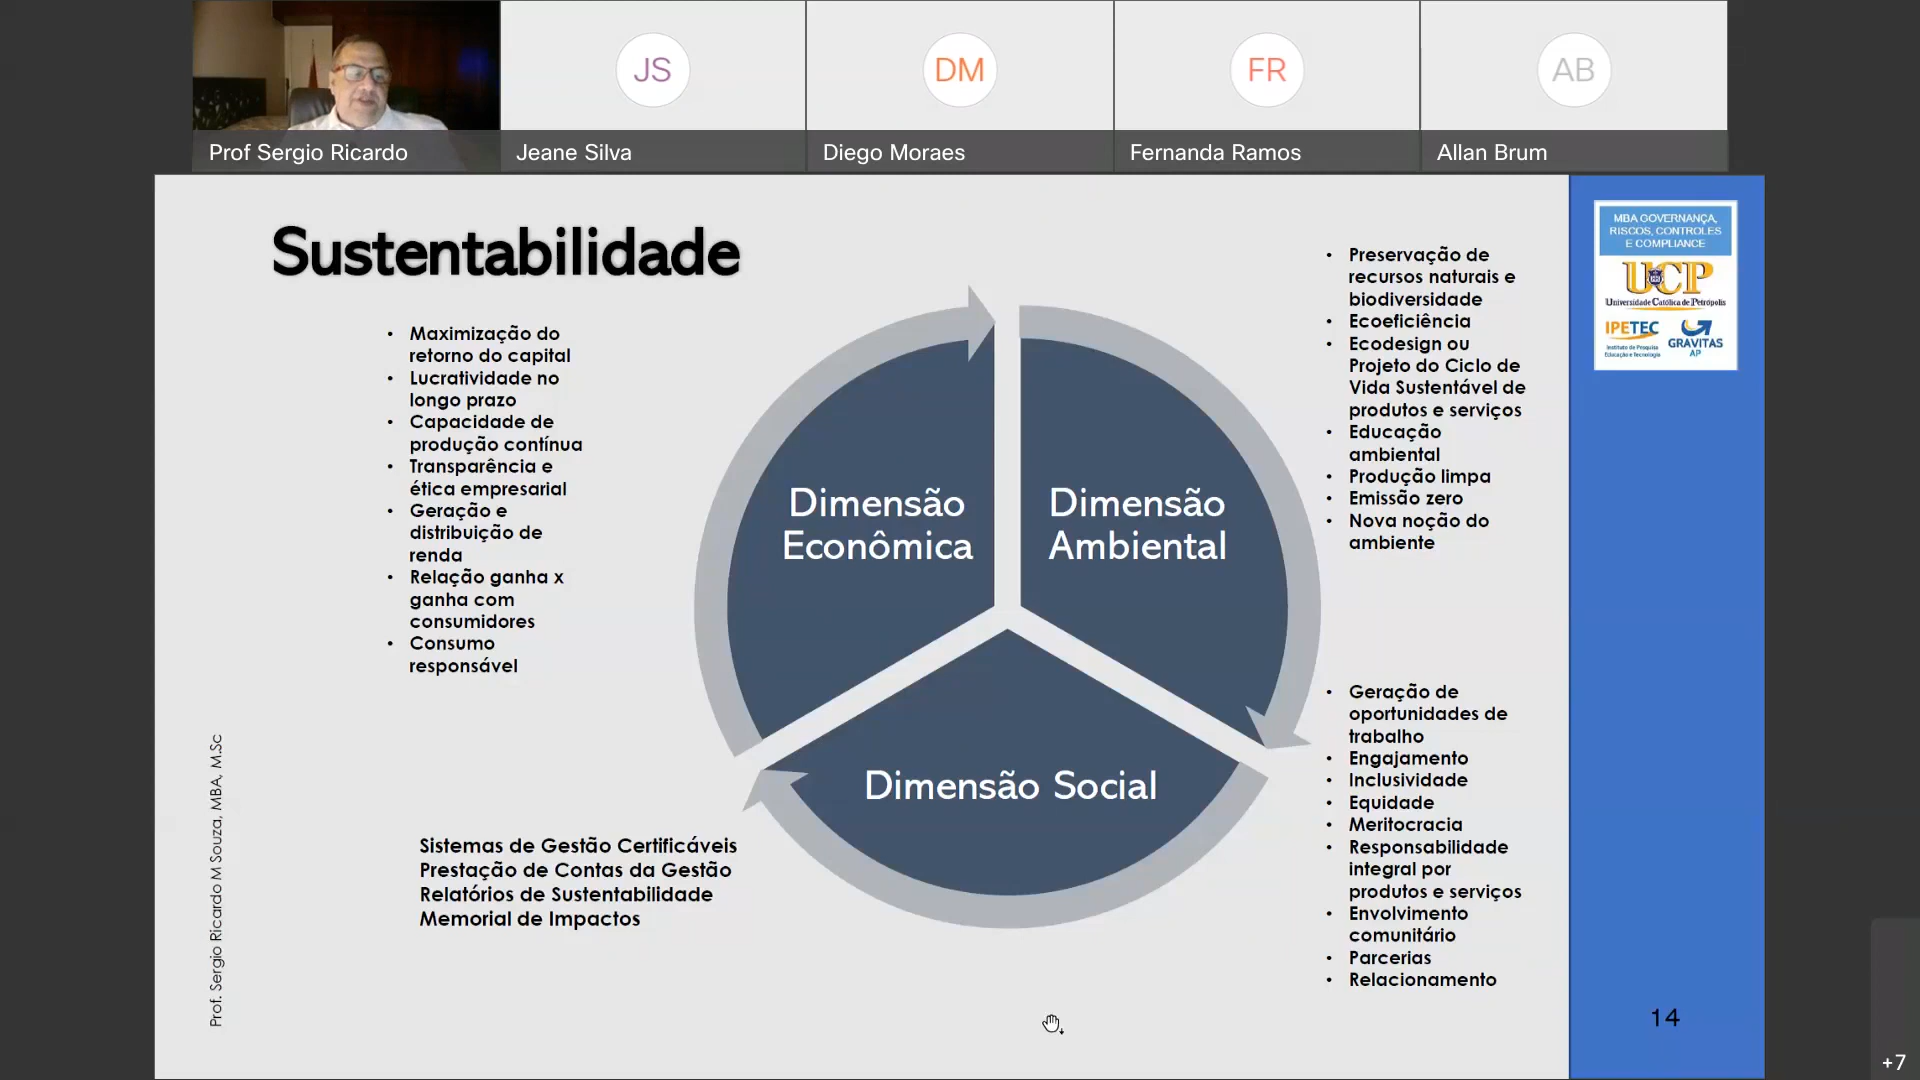 JS
DM
FR
AB
Prof Sergio Ricardo
Jeane Silva
Diego Moraes
Fernanda Ramos
Allan Brum
Sustentabilidade
• Maximização do
retorno do capital
• Lucratividade no
longo prazo
• Capacidade de
produção contínua
• Transparência e
ética empresarial
• Geração e
distribuição de
renda
• Relação ganha x
ganha com
consumidores
• Consumo
responsável
Dimensão
Econômica
Dimensão
Ambiental
Dimensão Social
• Preservação de
recursos naturais e
biodiversidade
• Ecoeficiência
• Ecodesign ou
Projeto do Ciclo de
Vida Sustentável de
produtos e serviços
• Educação
ambiental
• Produção limpa
• Emissão zero
• Nova noção do
ambiente
• Geração de
oportunidades de
trabalho
• Engajamento
• Inclusividade
• Equidade
• Meritocracia
• Responsabilidade
integral por
produtos e serviços
• Envolvimento
comunitário
• Parcerias
• Relacionamento
Sistemas de Gestão Certificáveis
Prestação de Contas da Gestão
Relatórios de Sustentabilidade
Memorial de Impactos
Prof. Sergio Ricardo M Souza, MBA, M.Sc
MBA GOVERNANÇA,
RISCOS, CONTROLES
E COMPLIANCE
UCP
Universidade Católica de Petrópolis
IPETEC
Instituto de Pesquisa
Educação e Tecnologia
GRAVITAS
AP
14
+7